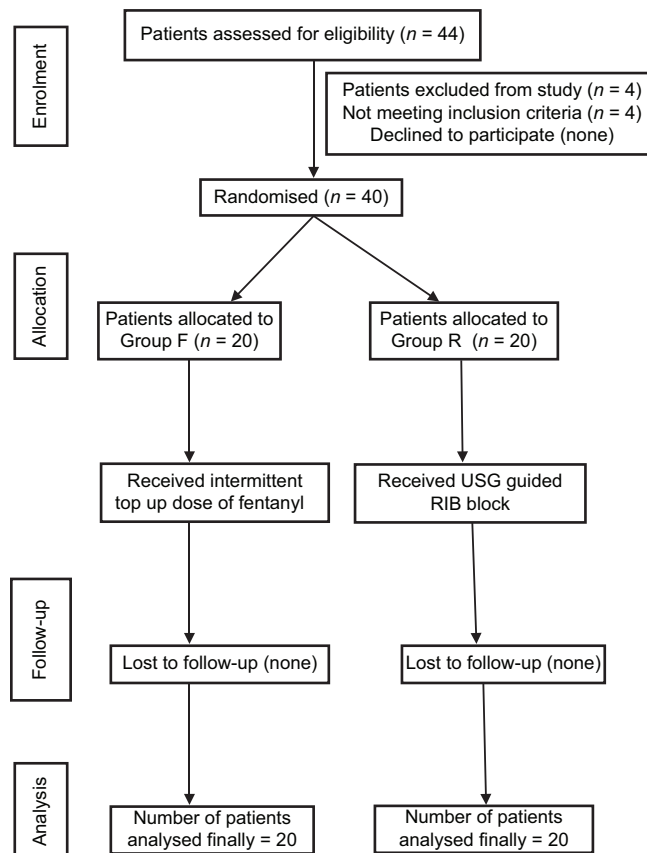 Enrolment
Patients assessed for eligibility (n = 44)
Patients excluded from study (n = 4)
Not meeting inclusion criteria (n = 4)
Declined to participate (none)
Randomised (n = 40)
Allocation
Patients allocated to
Group F (n = 20)
Patients allocated to
Group R (n = 20)
Received intermittent
top up dose of fentanyl
Received USG guided
RIB block
Follow-up
Lost to follow-up (none)
Lost to follow-up (none)
Analysis
Number of patients
analysed finally = 20
Number of patients
analysed finally = 20